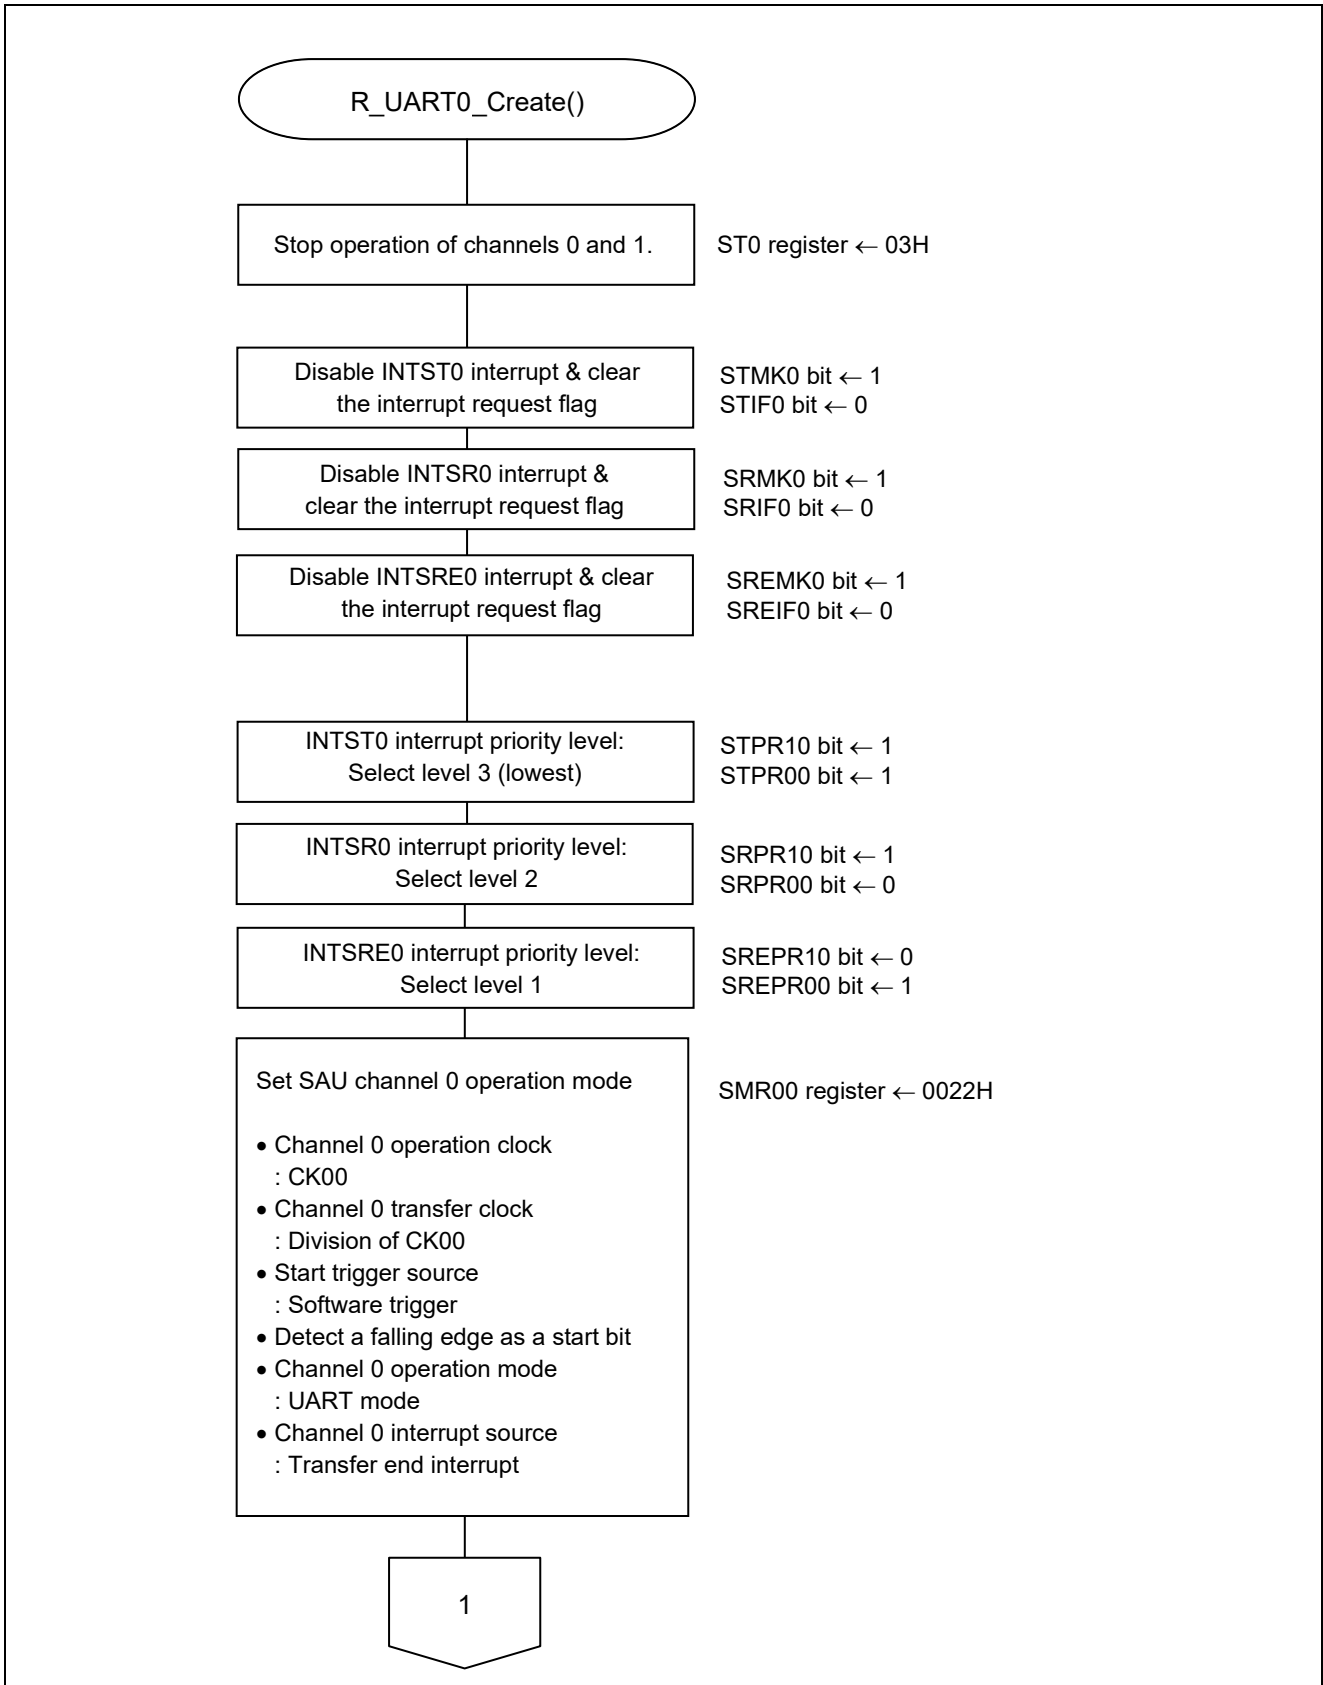 R_UART0_Create()
Stop operation of channels 0 and 1.
ST0 register ← 03H
Disable INTST0 interrupt & clear
the interrupt request flag
STMK0 bit ← 1
STIF0 bit ← 0
Disable INTSR0 interrupt &
clear the interrupt request flag
SRMK0 bit ← 1
SRIF0 bit ← 0
Disable INTSRE0 interrupt & clear
the interrupt request flag
SREMK0 bit ← 1
SREIF0 bit ← 0
INTST0 interrupt priority level:
Select level 3 (lowest)
STPR10 bit ← 1
STPR00 bit ← 1
INTSR0 interrupt priority level:
Select level 2
SRPR10 bit ← 1
SRPR00 bit ← 0
INTSRE0 interrupt priority level:
Select level 1
SREPR10 bit ← 0
SREPR00 bit ← 1
Set SAU channel 0 operation mode
SMR00 register ← 0022H
• Channel 0 operation clock
: CK00
• Channel 0 transfer clock
: Division of CK00
• Start trigger source
: Software trigger
• Detect a falling edge as a start bit
• Channel 0 operation mode
: UART mode
• Channel 0 interrupt source
: Transfer end interrupt
1